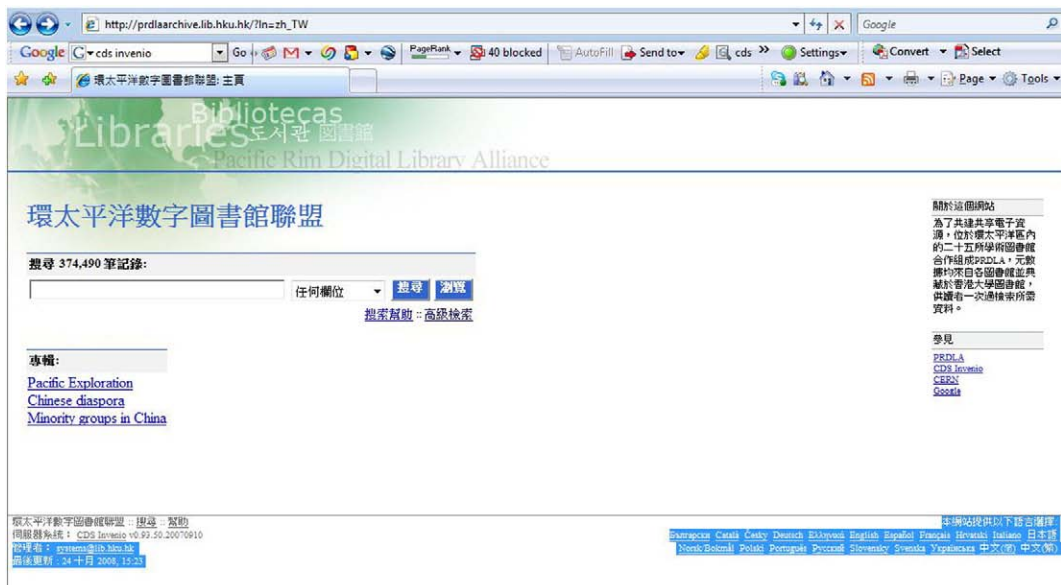 http://prdlaarchive.lib.hku.hk/?ln=zh_TW
Google
Google cds invenio Go PageRank 40 blocked AutoFill Send to cds » Settings Convert Select
環太平洋數字圖書館聯盟: 主頁
Page Tools
Bibliotecas
Libraries 도서관 圖書館
Pacific Rim Digital Library Alliance
環太平洋數字圖書館聯盟
搜尋 374,490 筆記錄:
任何欄位 搜尋 瀏覽
搜索幫助 :: 高級檢索
專輯:
Pacific Exploration
Chinese diaspora
Minority groups in China
關於這個網站
為了共建共享電子資
源，位於環太平洋區內
的二十五所學術圖書館
合作組成PRDLA，元數
據均來自各圖書館並典
藏於香港大學圖書館，
供讀者一次過檢索所需
資料。
參見
PRDLA
CDS Invenio
CERN
Google
環太平洋數字圖書館聯盟 :: 搜尋 :: 幫助
伺服器系統： CDS Invenio v0.93.50.20070910
管理者： systems@lib.hku.hk
最後更新 : 24 十月 2008, 15:23
本網站提供以下語言選擇:
Български Català Česky Deutsch Ελληνικά English Español Français Hrvatski Italiano 日本語
Norsk/Bokmål Polski Português Русский Slovensky Svenska Українська 中文(简) 中文(繁)